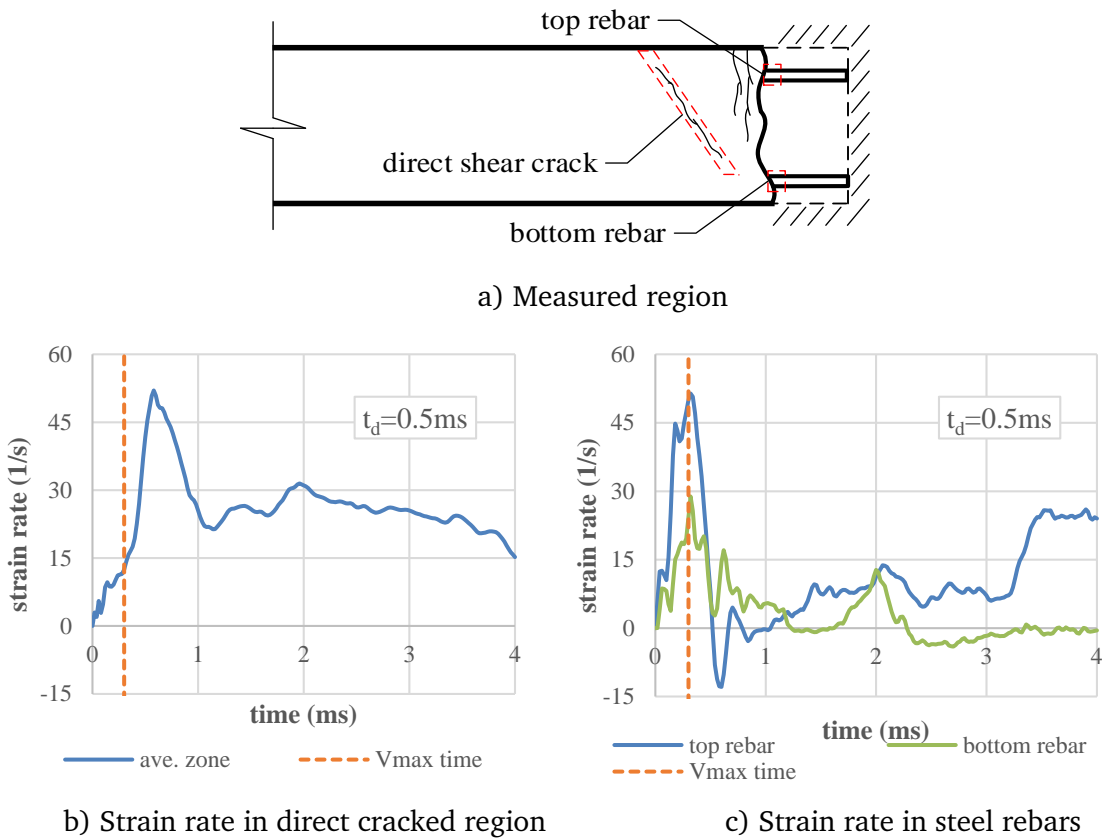 top rebar
direct shear crack
bottom rebar
a) Measured region
60
45
30
15
0
-15
0
1
2
3
4
strain rate (1/s)
time (ms)
t_d=0.5ms
ave. zone
Vmax time
b) Strain rate in direct cracked region
60
45
30
15
0
-15
0
1
2
3
4
strain rate (1/s)
time (ms)
t_d=0.5ms
top rebar
bottom rebar
Vmax time
c) Strain rate in steel rebars